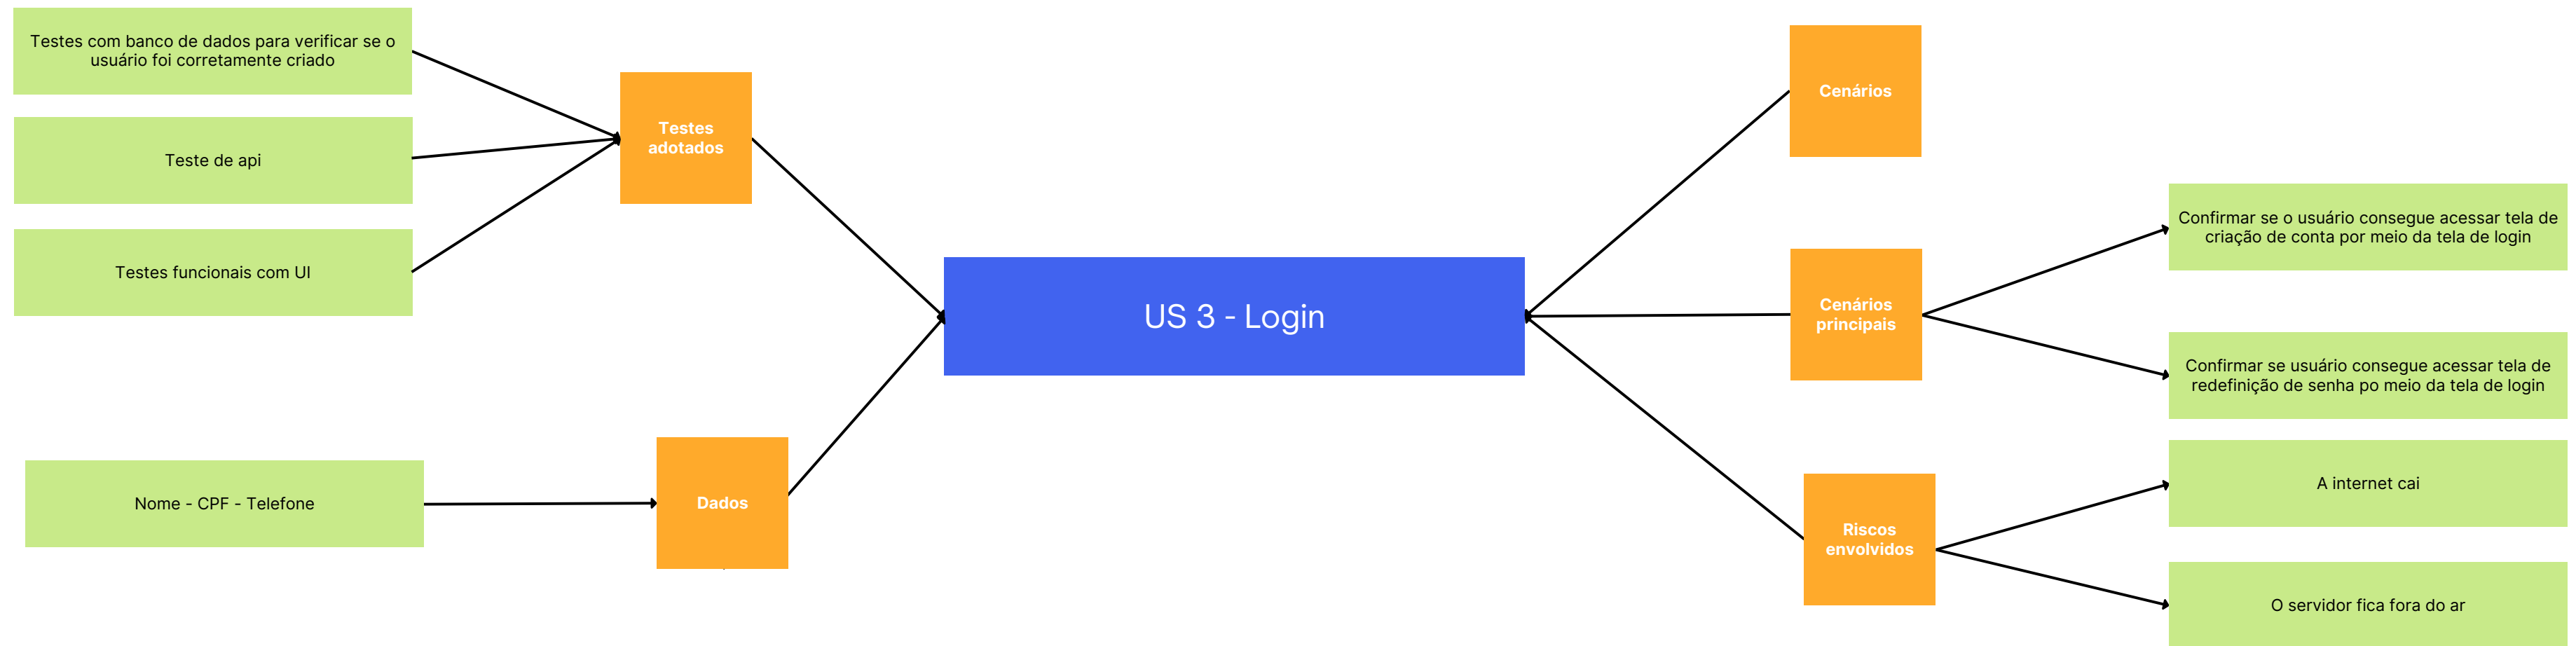 Testes com banco de dados para verificar se o
usuário foi corretamente criado
Teste de api
Testes funcionais com UI
Testes
adotados
Nome - CPF - Telefone
Dados
US 3 - Login
Cenários
Cenários
principais
Confirmar se o usuário consegue acessar tela de
criação de conta por meio da tela de login
Confirmar se usuário consegue acessar tela de
redefinição de senha po meio da tela de login
Riscos
envolvidos
A internet cai
O servidor fica fora do ar